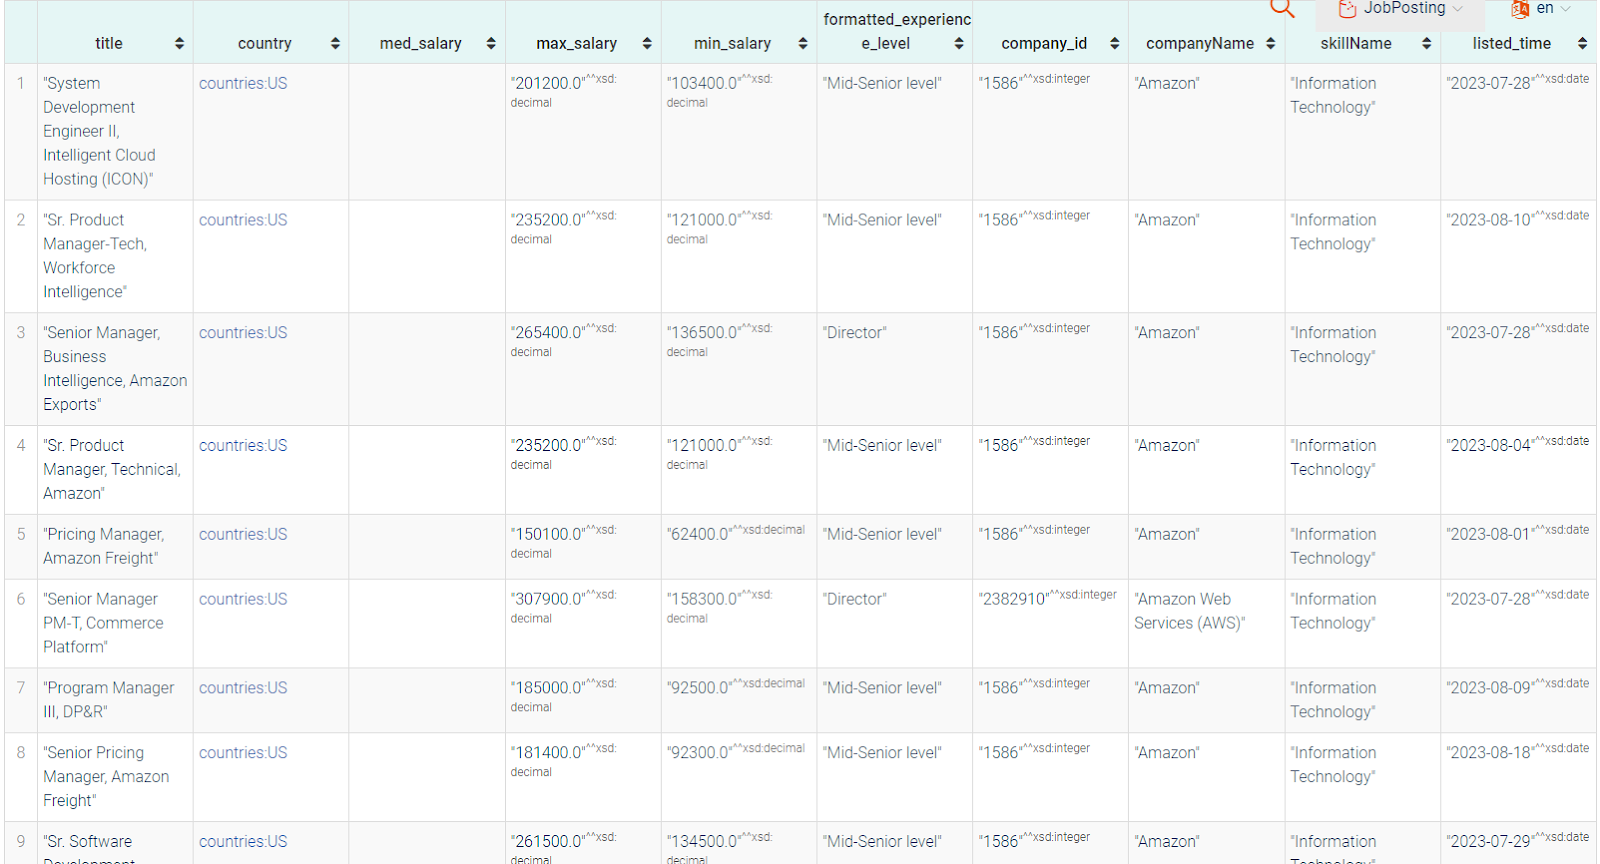 JobPosting en
title country med_salary max_salary min_salary formatted_experienc
e_level company_id companyName skillName listed_time
1 "System
Development
Engineer II,
Intelligent Cloud
Hosting (ICON)" countries:US "201200.0"^^xsd:
decimal "103400.0"^^xsd:
decimal "Mid-Senior level" "1586"^^xsd:integer "Amazon" "Information
Technology" "2023-07-28"^^xsd:date
2 "Sr. Product
Manager-Tech,
Workforce
Intelligence" countries:US "235200.0"^^xsd:
decimal "121000.0"^^xsd:
decimal "Mid-Senior level" "1586"^^xsd:integer "Amazon" "Information
Technology" "2023-08-10"^^xsd:date
3 "Senior Manager,
Business
Intelligence, Amazon
Exports" countries:US "265400.0"^^xsd:
decimal "136500.0"^^xsd:
decimal "Director" "1586"^^xsd:integer "Amazon" "Information
Technology" "2023-07-28"^^xsd:date
4 "Sr. Product
Manager, Technical,
Amazon" countries:US "235200.0"^^xsd:
decimal "121000.0"^^xsd:
decimal "Mid-Senior level" "1586"^^xsd:integer "Amazon" "Information
Technology" "2023-08-04"^^xsd:date
5 "Pricing Manager,
Amazon Freight" countries:US "150100.0"^^xsd:
decimal "62400.0"^^xsd:decimal "Mid-Senior level" "1586"^^xsd:integer "Amazon" "Information
Technology" "2023-08-01"^^xsd:date
6 "Senior Manager
PM-T, Commerce
Platform" countries:US "307900.0"^^xsd:
decimal "158300.0"^^xsd:
decimal "Director" "2382910"^^xsd:integer "Amazon Web
Services (AWS)" "Information
Technology" "2023-07-28"^^xsd:date
7 "Program Manager
III, DP&R" countries:US "185000.0"^^xsd:
decimal "92500.0"^^xsd:decimal "Mid-Senior level" "1586"^^xsd:integer "Amazon" "Information
Technology" "2023-08-09"^^xsd:date
8 "Senior Pricing
Manager, Amazon
Freight" countries:US "181400.0"^^xsd:
decimal "92300.0"^^xsd:decimal "Mid-Senior level" "1586"^^xsd:integer "Amazon" "Information
Technology" "2023-08-18"^^xsd:date
9 "Sr. Software
Development countries:US "261500.0"^^xsd:
decimal "134500.0"^^xsd:
decimal "Mid-Senior level" "1586"^^xsd:integer "Amazon" "Information
Technology" "2023-07-29"^^xsd:date